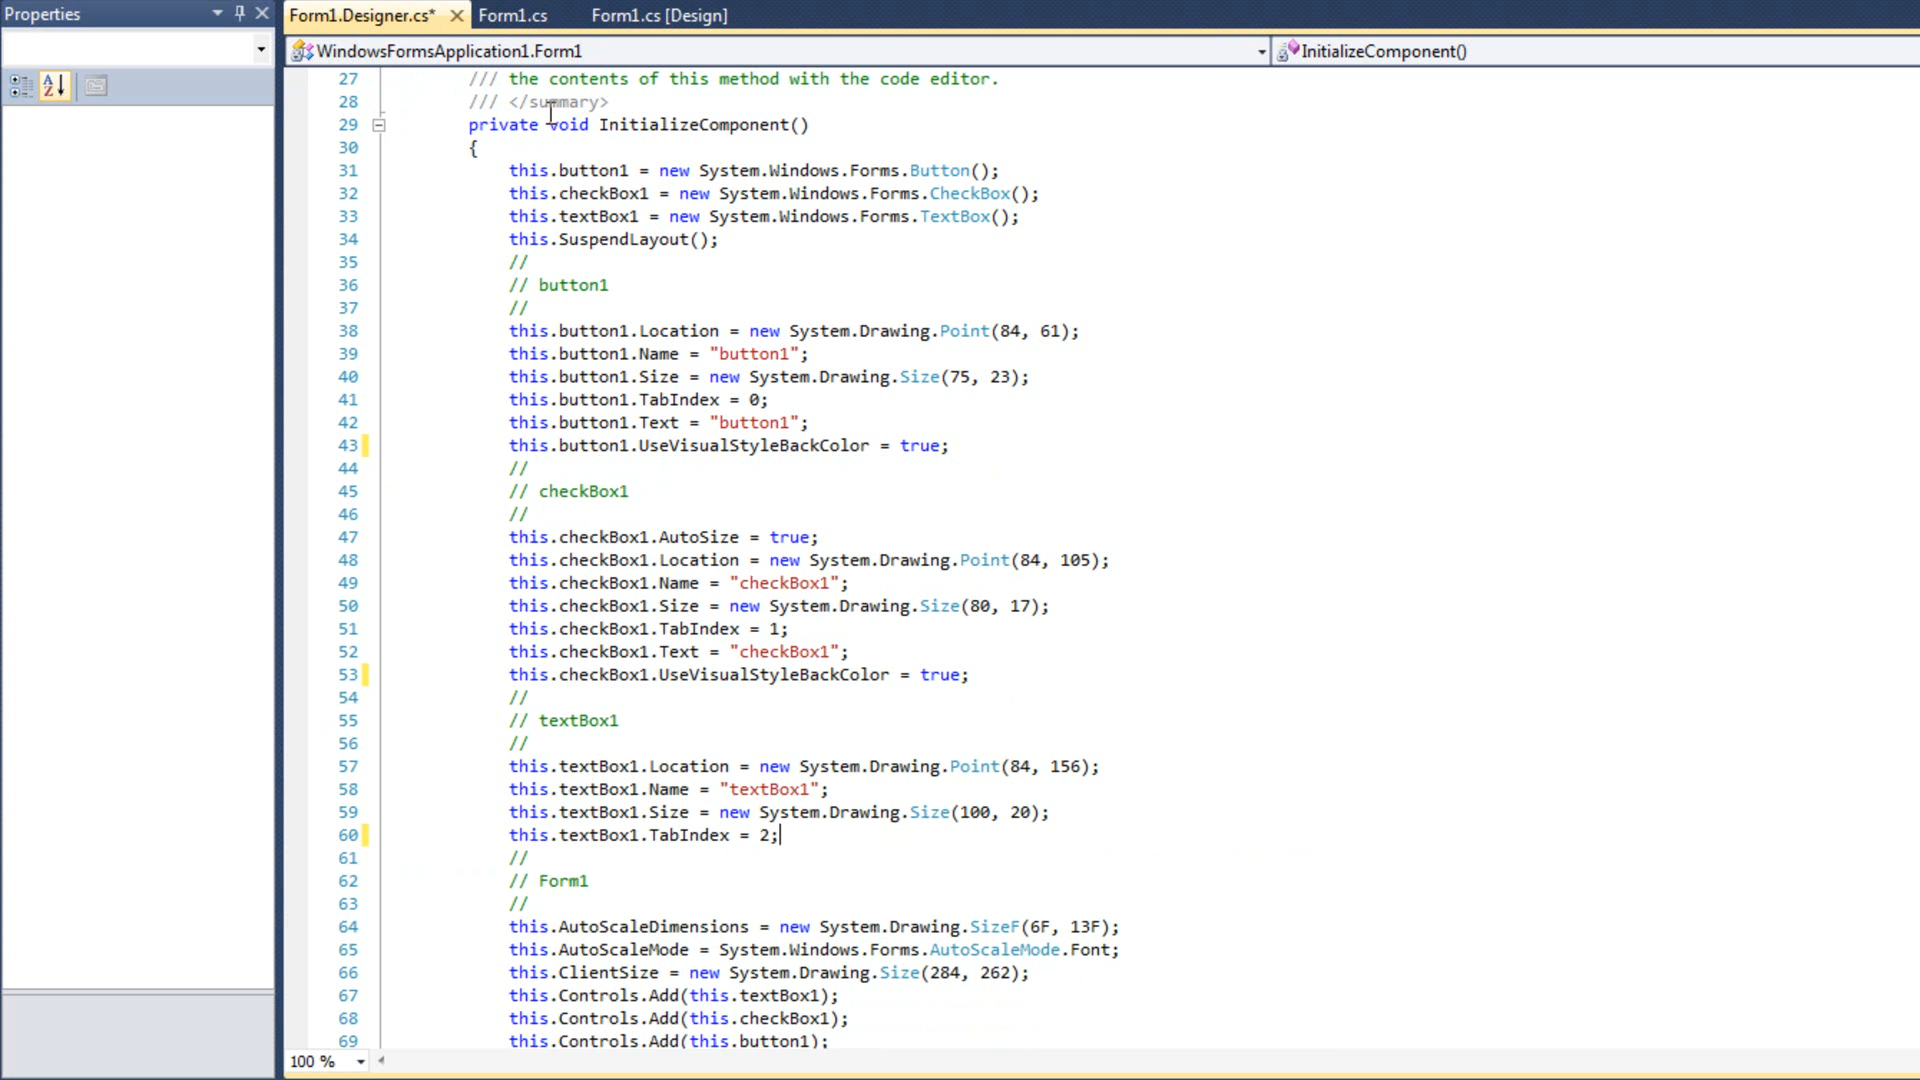 Properties
Form1.Designer.cs*
Form1.cs
Form1.cs [Design]
WindowsFormsApplication1.Form1
InitializeComponent()
27 /// the contents of this method with the code editor.
28 /// </summary>
29 private void InitializeComponent()
30 {
31 this.button1 = new System.Windows.Forms.Button();
32 this.checkBox1 = new System.Windows.Forms.CheckBox();
33 this.textBox1 = new System.Windows.Forms.TextBox();
34 this.SuspendLayout();
35 //
36 // button1
37 //
38 this.button1.Location = new System.Drawing.Point(84, 61);
39 this.button1.Name = "button1";
40 this.button1.Size = new System.Drawing.Size(75, 23);
41 this.button1.TabIndex = 0;
42 this.button1.Text = "button1";
43 this.button1.UseVisualStyleBackColor = true;
44 //
45 // checkBox1
46 //
47 this.checkBox1.AutoSize = true;
48 this.checkBox1.Location = new System.Drawing.Point(84, 105);
49 this.checkBox1.Name = "checkBox1";
50 this.checkBox1.Size = new System.Drawing.Size(80, 17);
51 this.checkBox1.TabIndex = 1;
52 this.checkBox1.Text = "checkBox1";
53 this.checkBox1.UseVisualStyleBackColor = true;
54 //
55 // textBox1
56 //
57 this.textBox1.Location = new System.Drawing.Point(84, 156);
58 this.textBox1.Name = "textBox1";
59 this.textBox1.Size = new System.Drawing.Size(100, 20);
60 this.textBox1.TabIndex = 2;
61 //
62 // Form1
63 //
64 this.AutoScaleDimensions = new System.Drawing.SizeF(6F, 13F);
65 this.AutoScaleMode = System.Windows.Forms.AutoScaleMode.Font;
66 this.ClientSize = new System.Drawing.Size(284, 262);
67 this.Controls.Add(this.textBox1);
68 this.Controls.Add(this.checkBox1);
69 this.Controls.Add(this.button1);
100 %